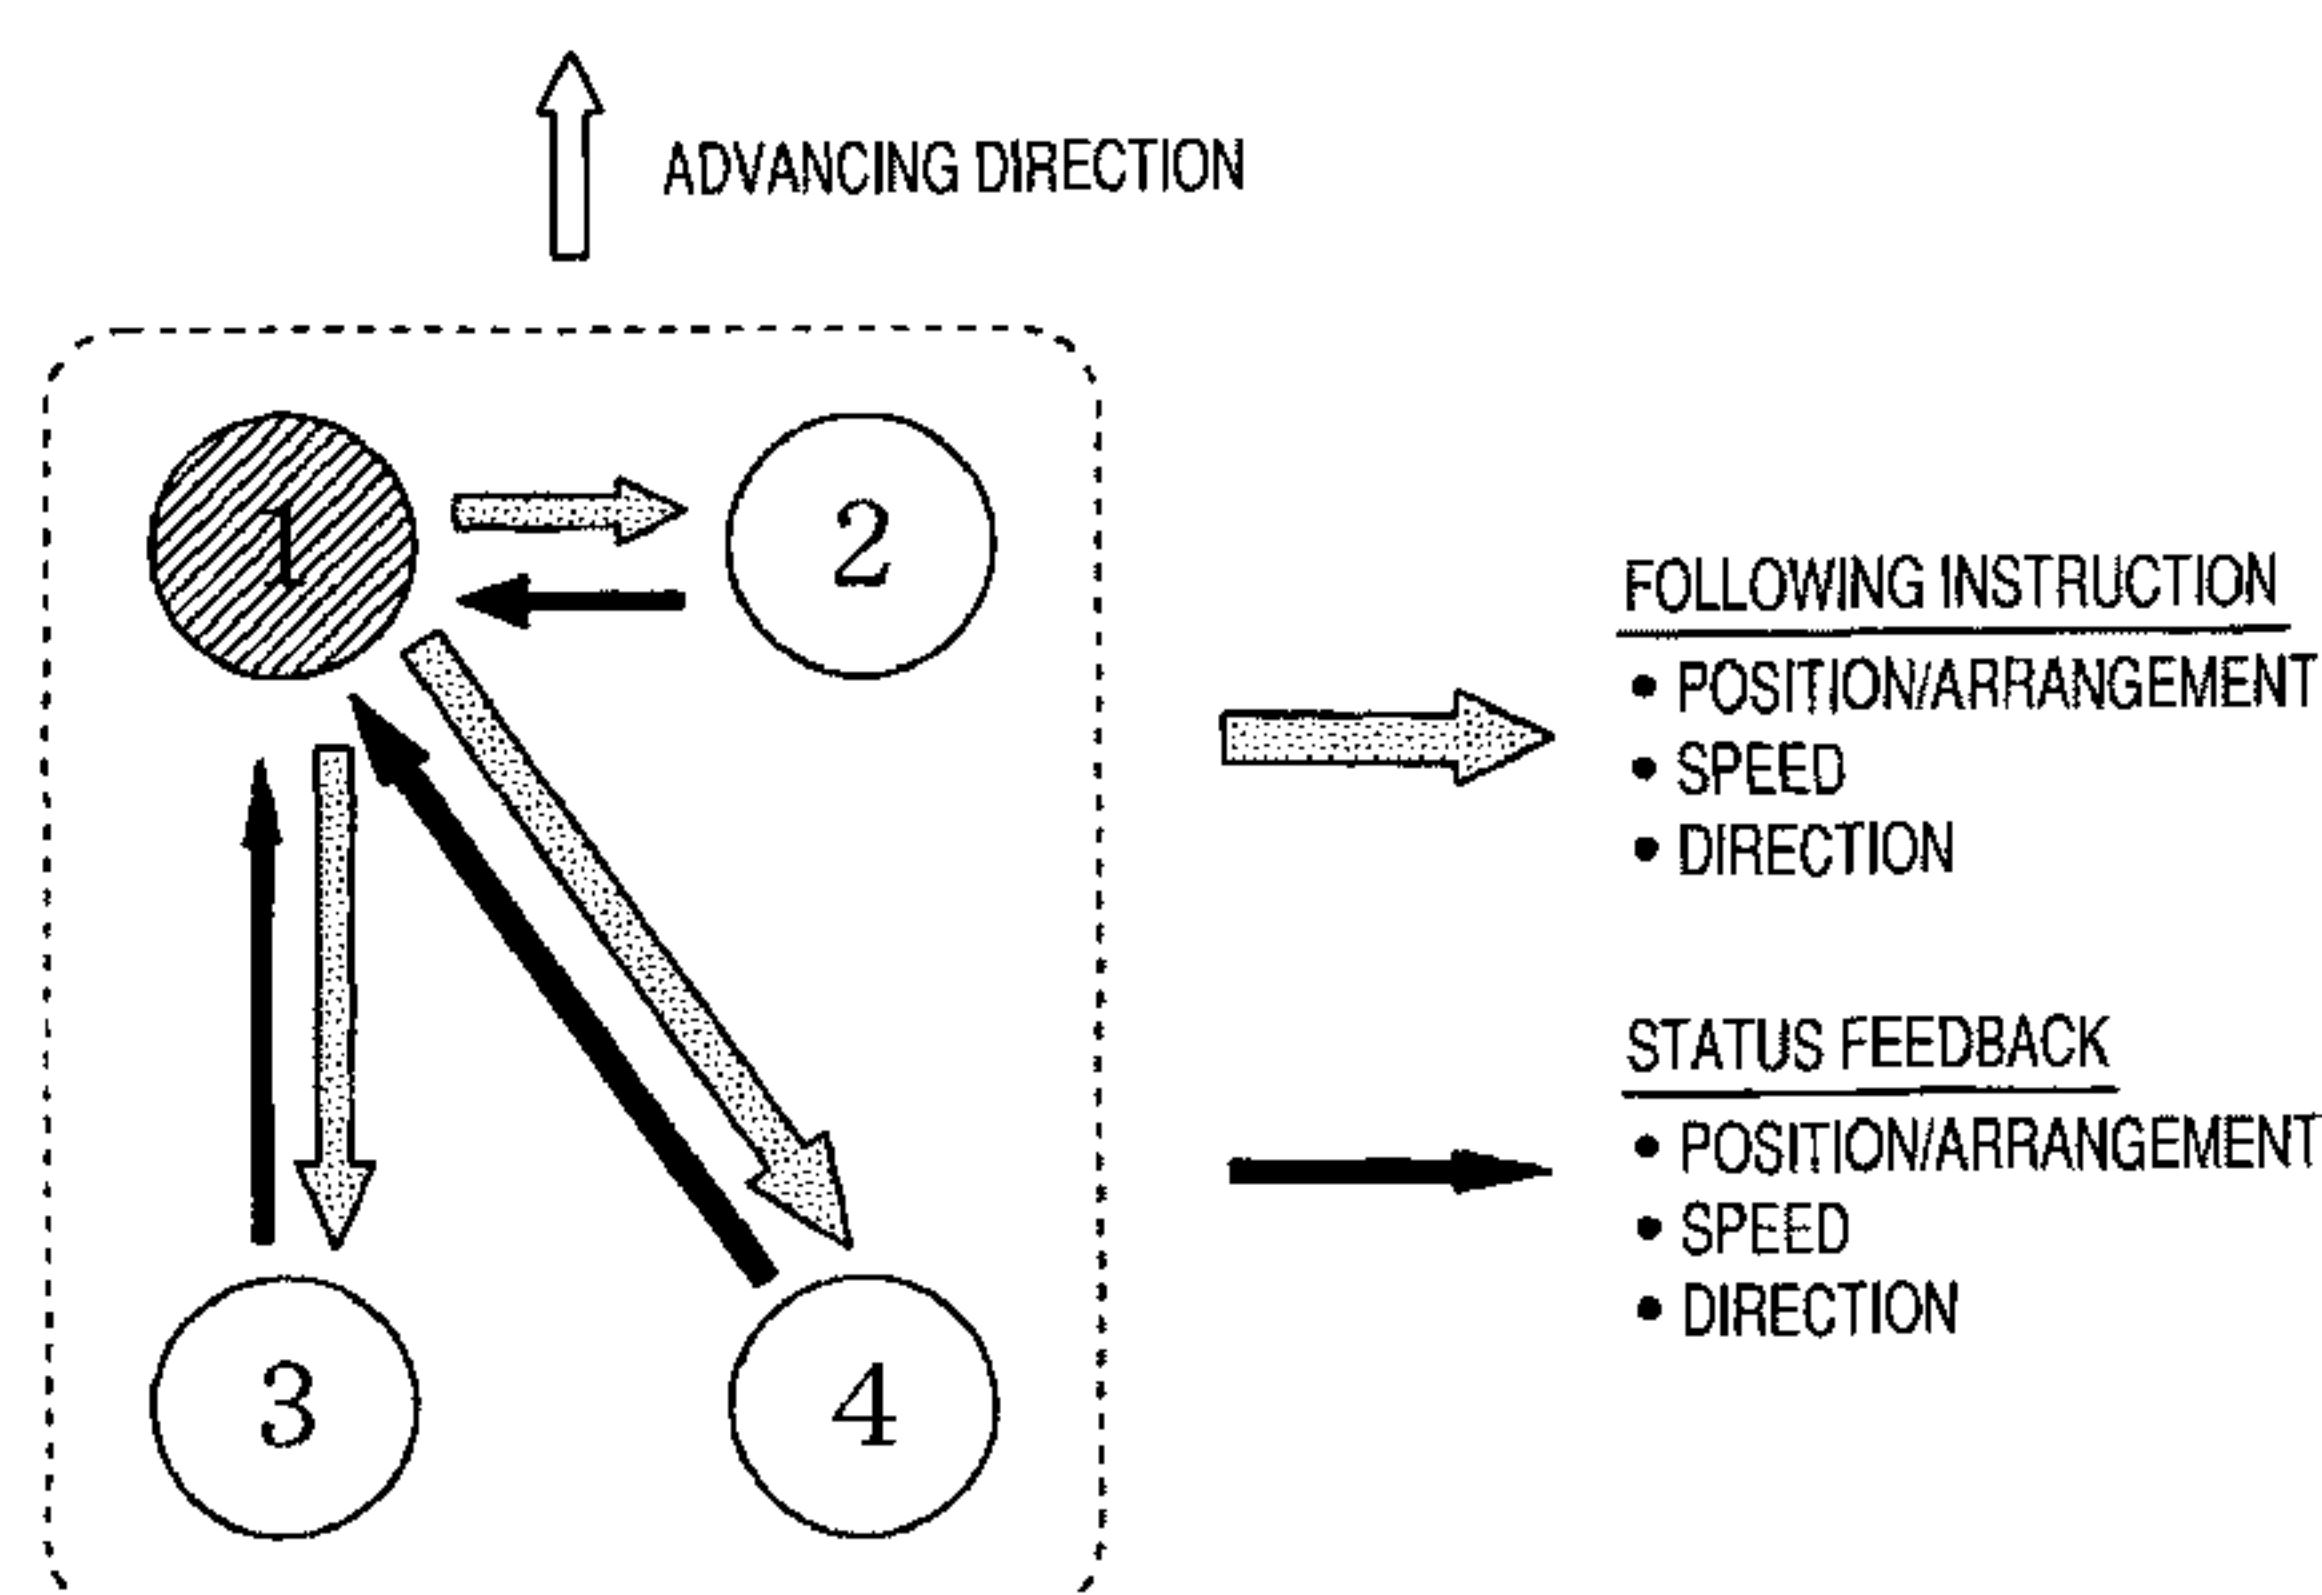 ADVANCING DIRECTION
1
2
FOLLOWING INSTRUCTION
• POSITION/ARRANGEMENT
• SPEED
• DIRECTION
STATUS FEEDBACK
• POSITION/ARRANGEMENT
• SPEED
• DIRECTION
3
4